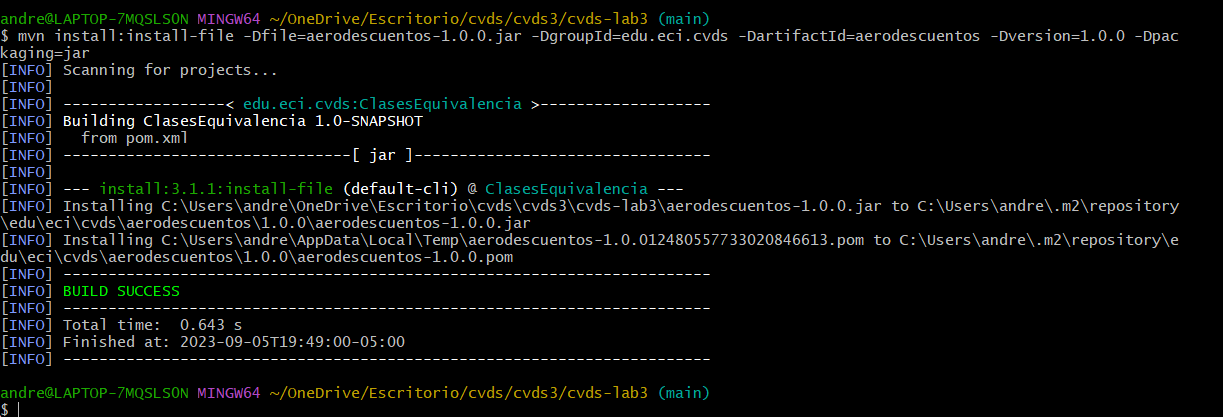 andre@LAPTOP-7MQSLSON MINGW64 ~/OneDrive/Escritorio/cvds/cvds3/cvds-lab3 (main)
$ mvn install:install-file -Dfile=aerodescuentos-1.0.0.jar -DgroupId=edu.eci.cvds -DartifactId=aerodescuentos -Dversion=1.0.0 -Dpac
kaging=jar
[INFO] Scanning for projects...
[INFO]
[INFO] ------------------< edu.eci.cvds:ClasesEquivalencia >-------------------
[INFO] Building ClasesEquivalencia 1.0-SNAPSHOT
[INFO]   from pom.xml
[INFO] --------------------------------[ jar ]---------------------------------
[INFO]
[INFO] --- install:3.1.1:install-file (default-cli) @ ClasesEquivalencia ---
[INFO] Installing C:\Users\andre\OneDrive\Escritorio\cvds\cvds3\cvds-lab3\aerodescuentos-1.0.0.jar to C:\Users\andre\.m2\repository
\edu\eci\cvds\aerodescuentos\1.0.0\aerodescuentos-1.0.0.jar
[INFO] Installing C:\Users\andre\AppData\Local\Temp\aerodescuentos-1.0.012480557733020846613.pom to C:\Users\andre\.m2\repository\e
du\eci\cvds\aerodescuentos\1.0.0\aerodescuentos-1.0.0.pom
[INFO] ------------------------------------------------------------------------
[INFO] BUILD SUCCESS
[INFO] ------------------------------------------------------------------------
[INFO] Total time:  0.643 s
[INFO] Finished at: 2023-09-05T19:49:00-05:00
[INFO] ------------------------------------------------------------------------
andre@LAPTOP-7MQSLSON MINGW64 ~/OneDrive/Escritorio/cvds/cvds3/cvds-lab3 (main)
$